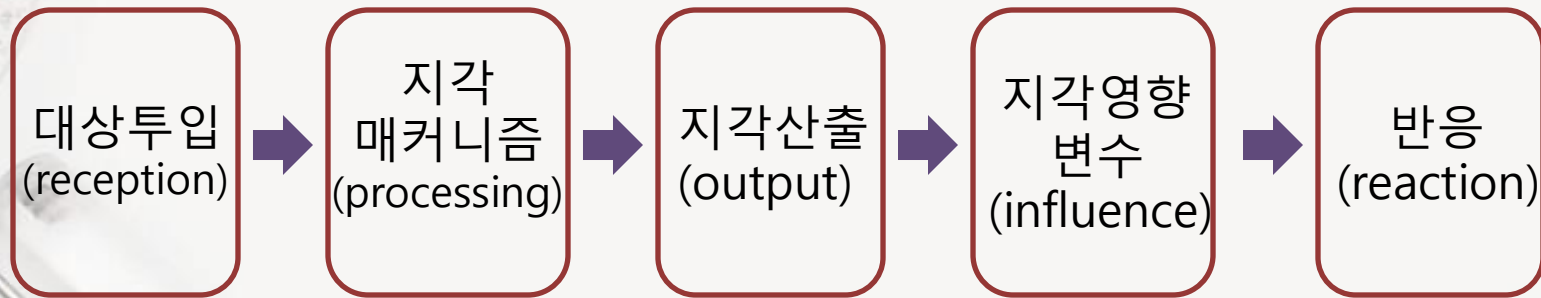 대상투입
(reception)
지각
매커니즘
(processing)
지각산출
(output)
지각영향
변수
(influence)
반응
(reaction)